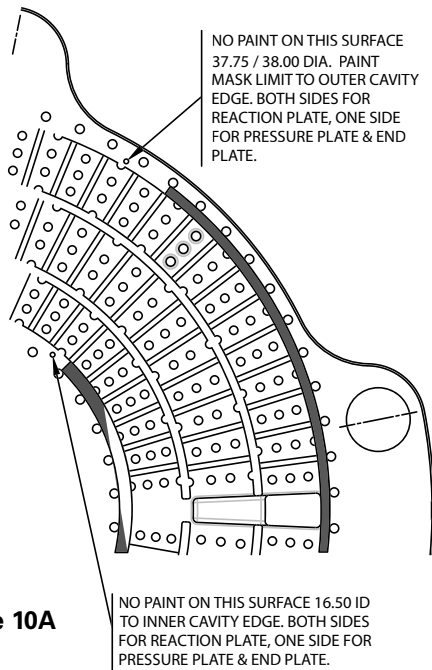 NO PAINT ON THIS SURFACE
37.75 / 38.00 DIA.  PAINT
MASK LIMIT TO OUTER CAVITY
EDGE. BOTH SIDES FOR
REACTION PLATE, ONE SIDE
FOR PRESSURE PLATE & END
PLATE.
10A
NO PAINT ON THIS SURFACE 16.50 ID
TO INNER CAVITY EDGE. BOTH SIDES
FOR REACTION PLATE, ONE SIDE FOR
PRESSURE PLATE & END PLATE.